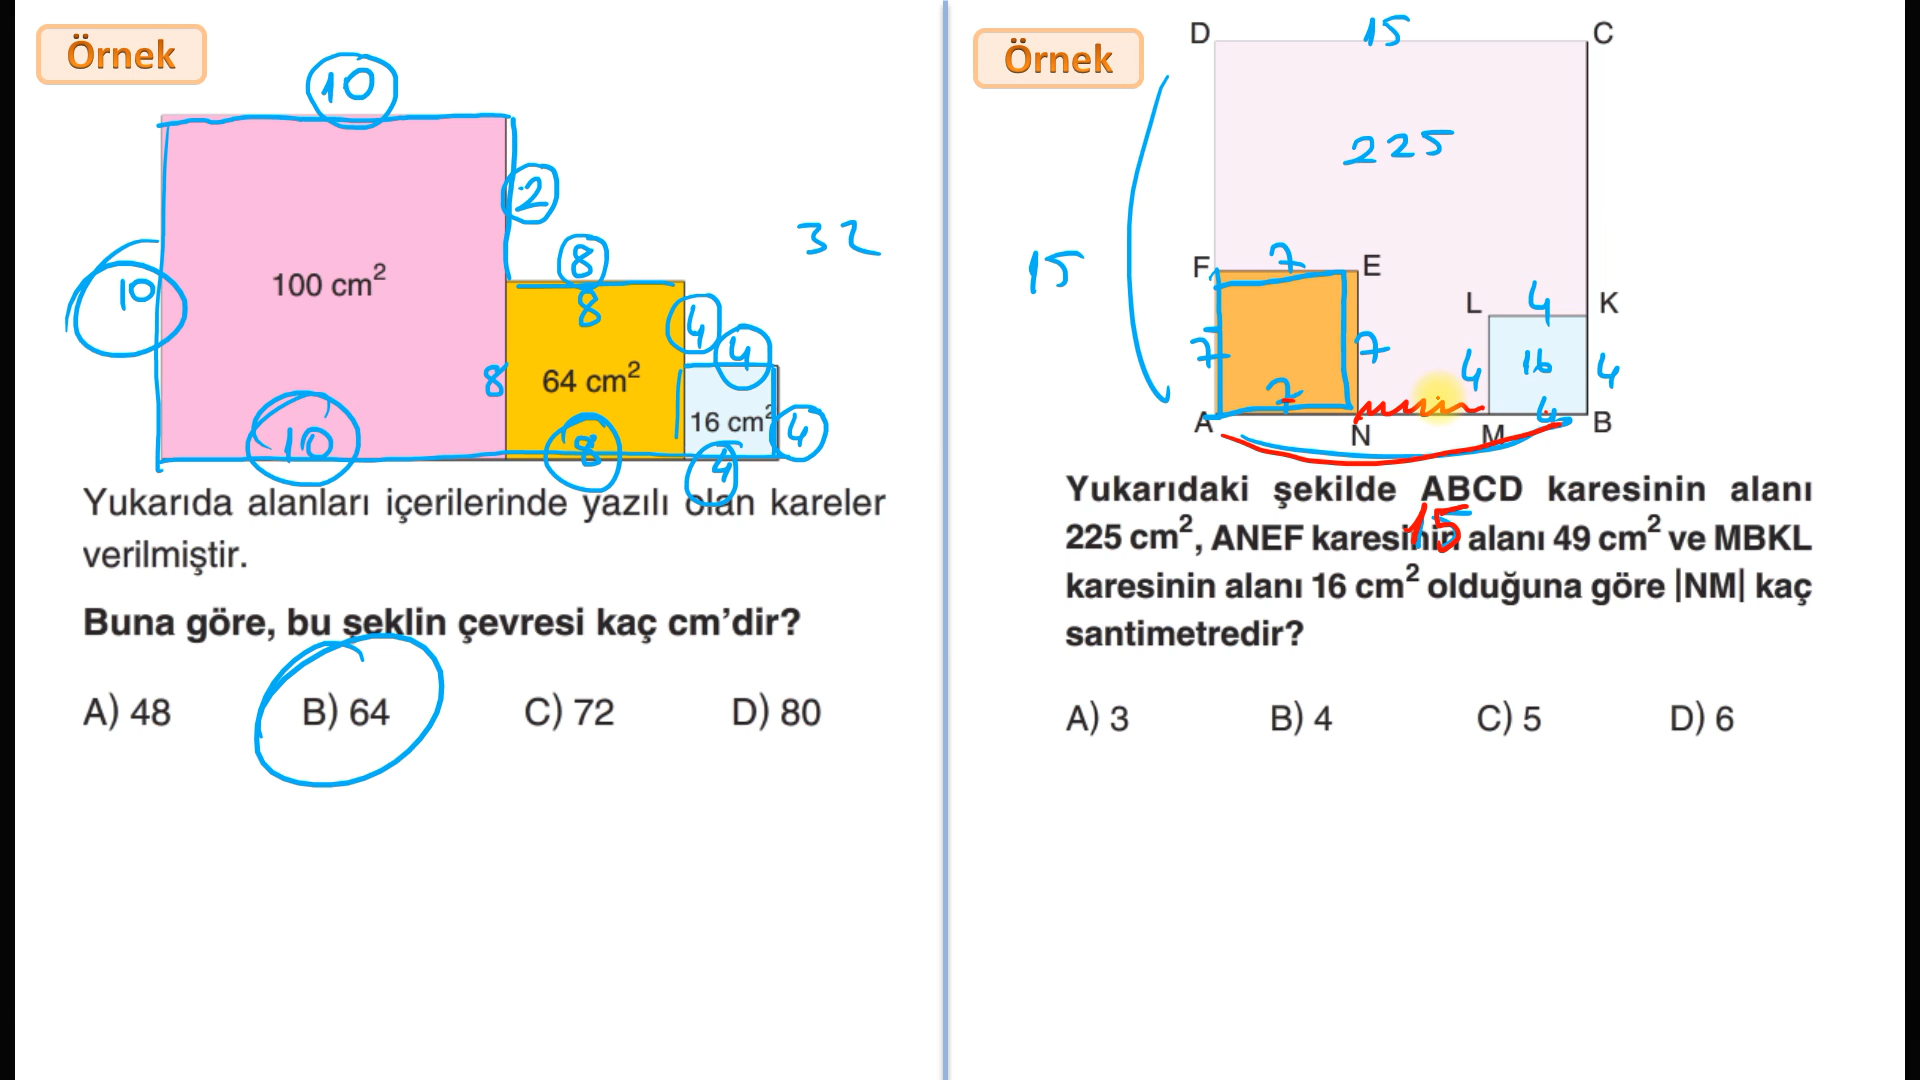 Örnek
10
2
8
32
10
100 cm²
8
4
4
8
64 cm²
16 cm²
4
10
8
4
Yukarıda alanları içerilerinde yazılı olan kareler
verilmiştir.
Buna göre, bu şeklin çevresi kaç cm’dir?
A) 48 B) 64 C) 72 D) 80
Örnek
D 15 C
225
15
F 7 E
L 4 K
7 7 4 16 4
7 4
A N M B
Yukarıdaki şekilde ABCD karesinin alanı
15
225 cm², ANEF karesinin alanı 49 cm² ve MBKL
karesinin alanı 16 cm² olduğuna göre |NM| kaç
santimetredir?
A) 3 B) 4 C) 5 D) 6